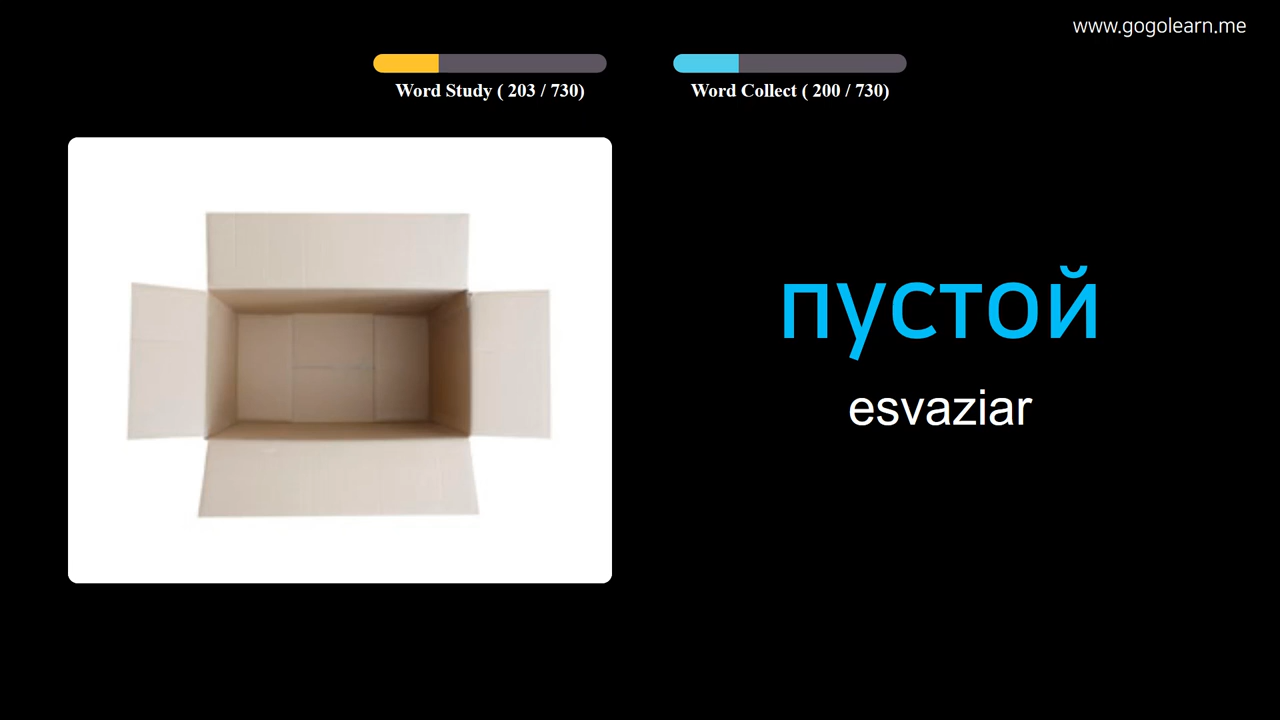 www.gogolearn.me
Word Study ( 203 / 730)
Word Collect ( 200 / 730)
пустой
esvaziar